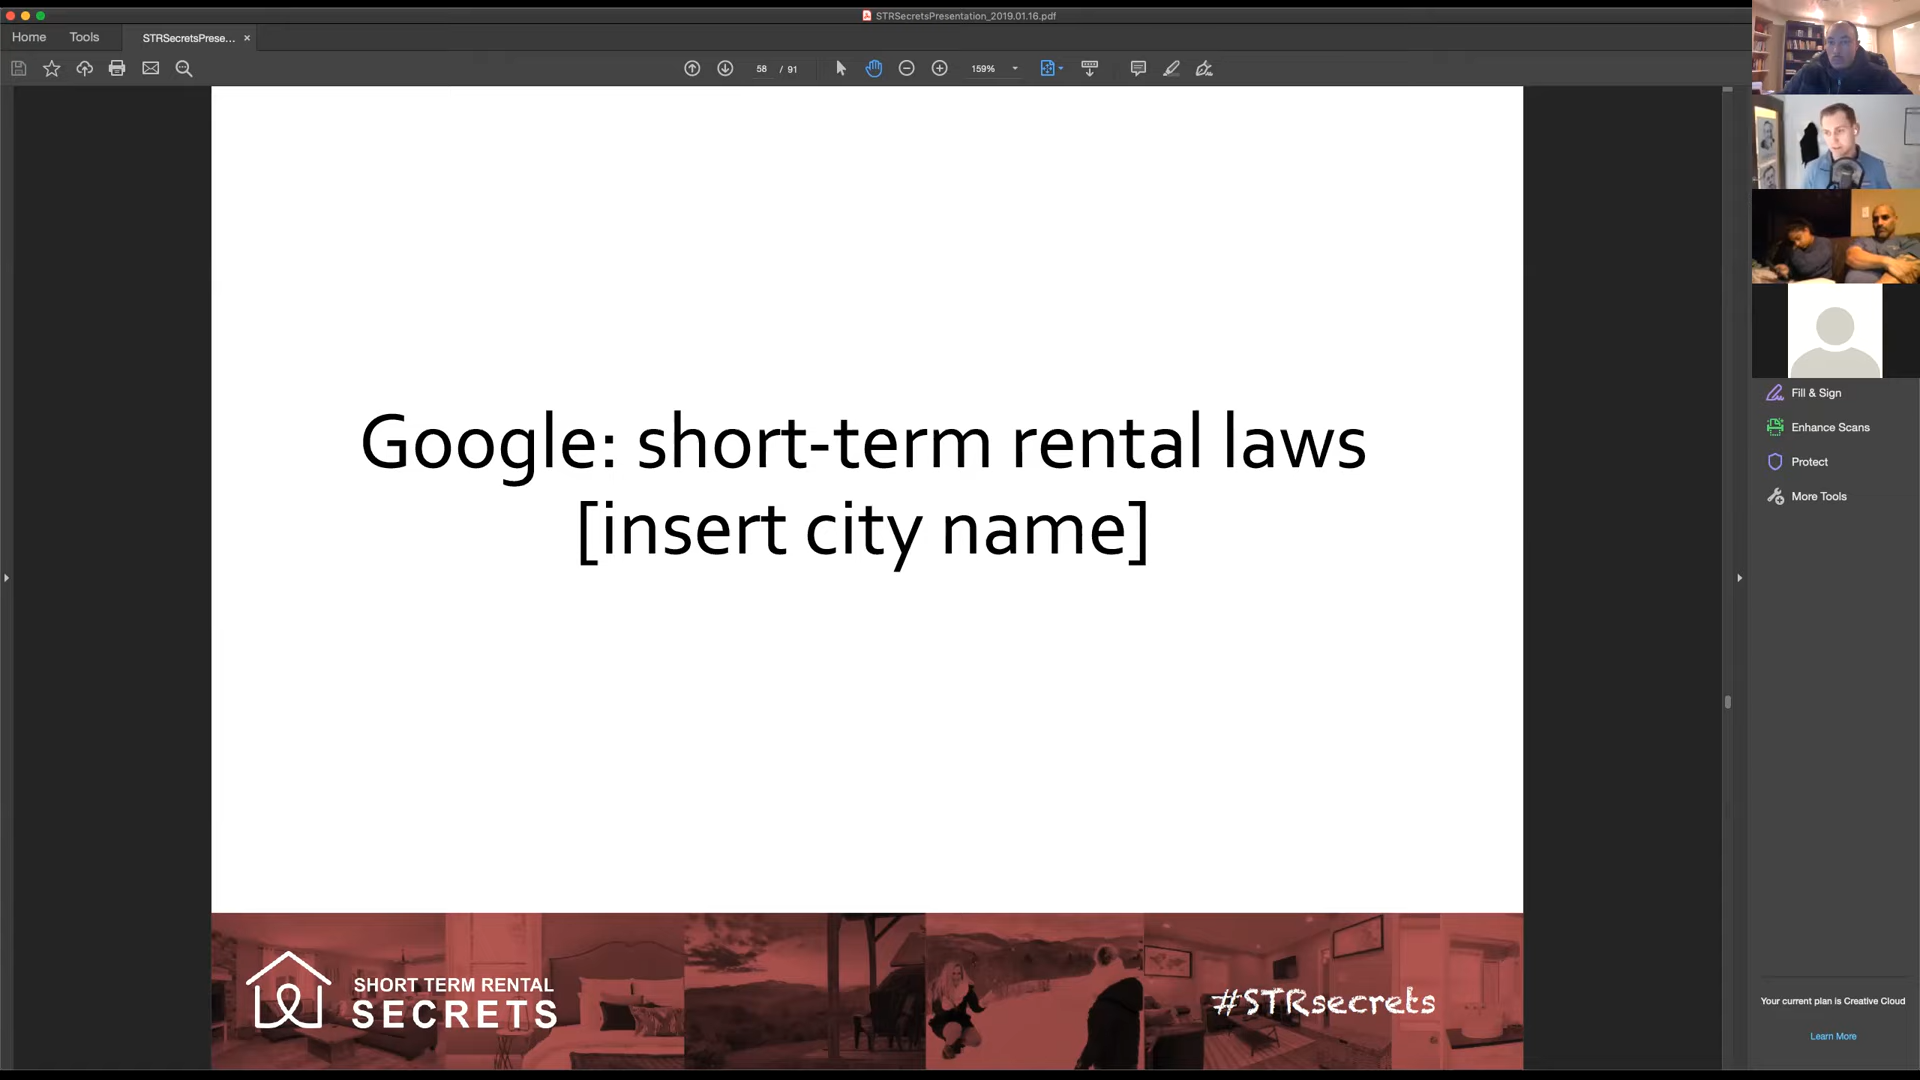 STRSecretsPresentation_2019.01.16.pdf
Home
Tools
STRSecretsPrese...
58 / 91
159%
Google: short-term rental laws
[insert city name]
SHORT TERM RENTAL
SECRETS
#STRsecrets
Fill & Sign
Enhance Scans
Protect
More Tools
Your current plan is Creative Cloud
Learn More